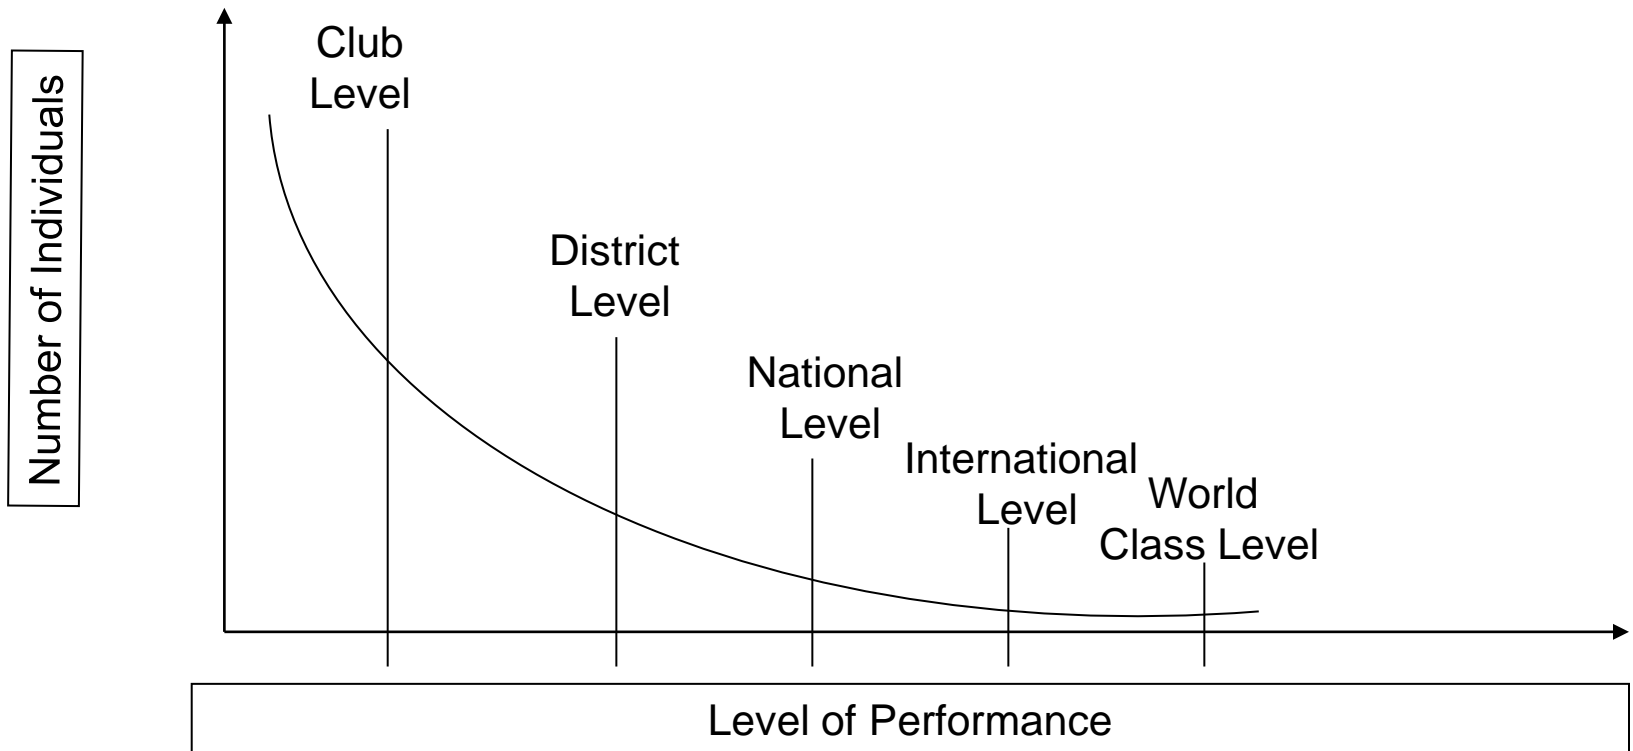 Club
Level
Number of Individuals
District
Level
National
Level
International
Level
World
Class Level
Level of Performance